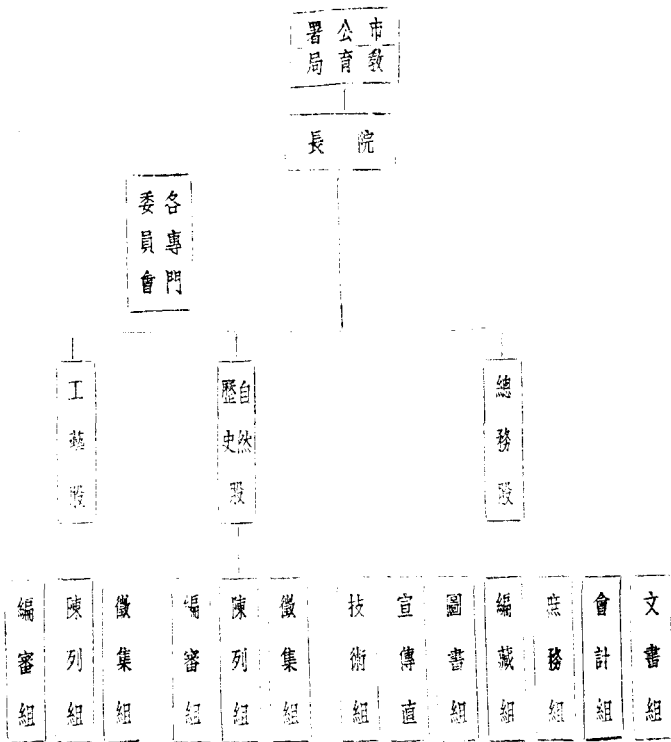 市公署
教育局
院長
各專門
委員會
總務股
自然
歷史股
工藝股
文書組
會計組
庶務組
編藏組
圖書組
宣傳直
技術組
徵集組
陳列組
編審組
徵集組
陳列組
編審組